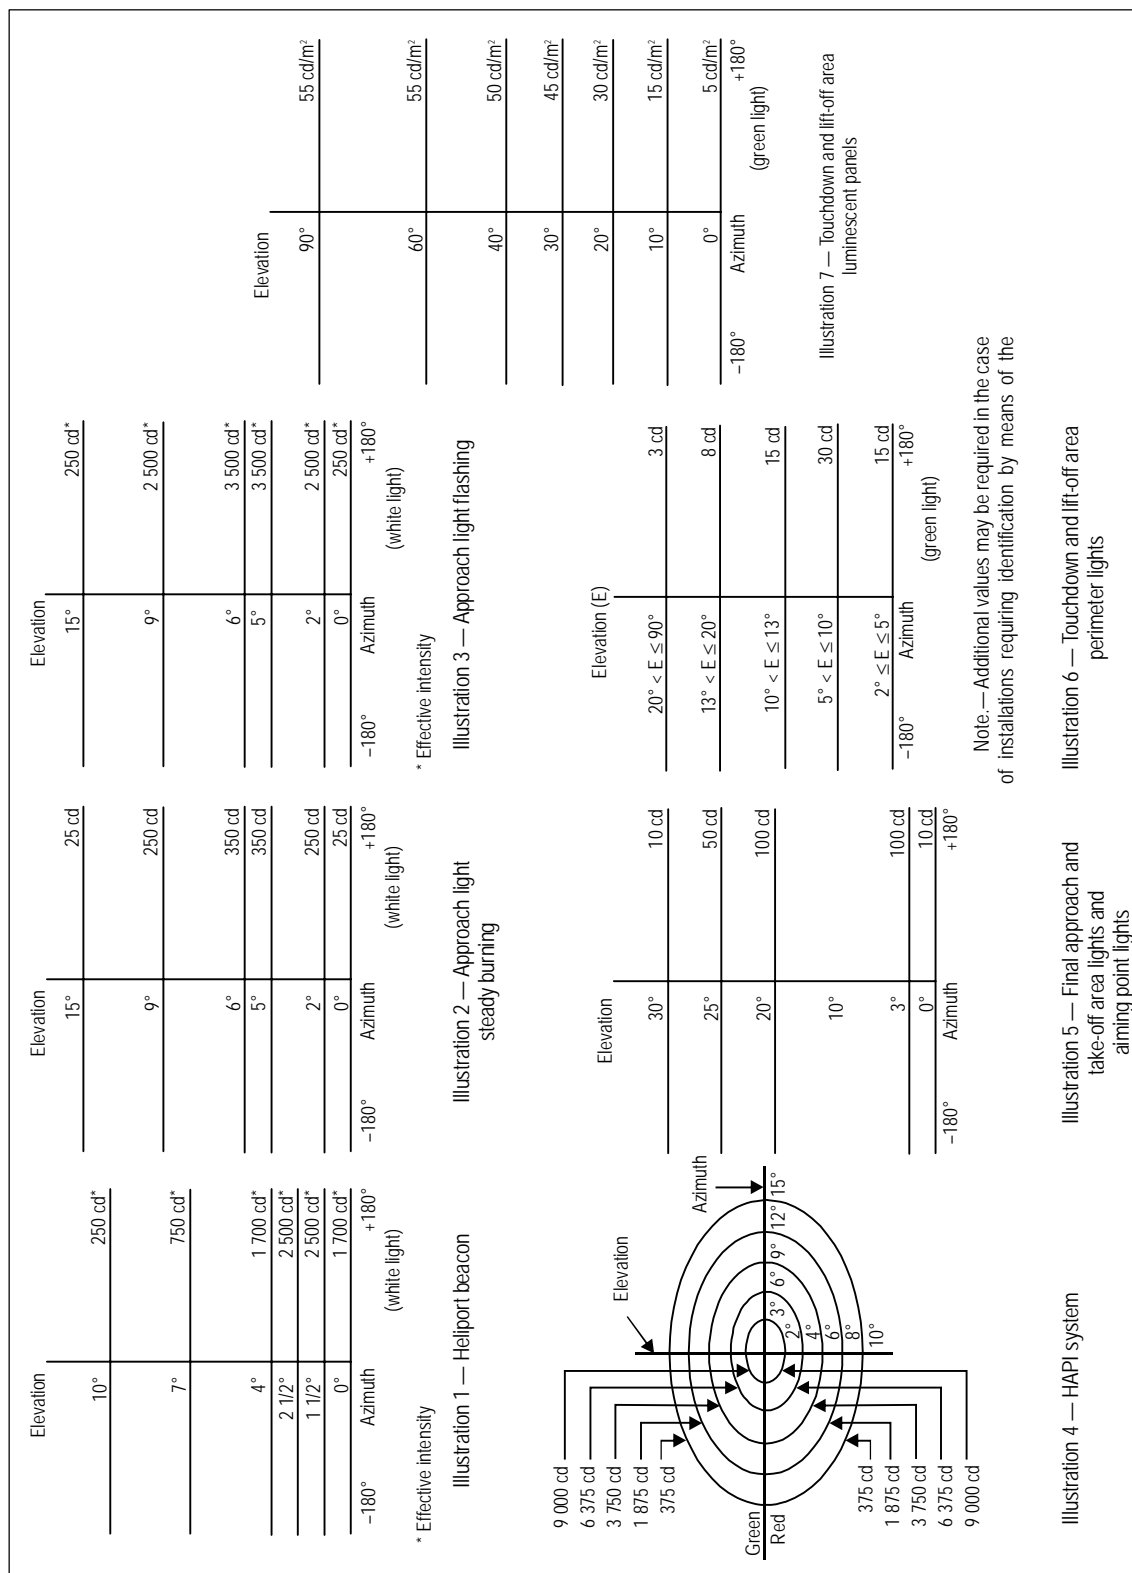 Elevation
10°
250 cd*
7°
750 cd*
4°
1 700 cd*
2 1/2°
2 500 cd*
1 1/2°
2 500 cd*
0°
1 700 cd*
–180°
Azimuth
+180°
(white light)
* Effective intensity
Illustration 1 — Heliport beacon
Elevation
15°
25 cd
9°
250 cd
6°
350 cd
5°
350 cd
2°
250 cd
0°
25 cd
–180°
Azimuth
+180°
(white light)
Illustration 2 — Approach light
steady burning
Elevation
15°
250 cd*
9°
2 500 cd*
6°
3 500 cd*
5°
3 500 cd*
2°
2 500 cd*
0°
250 cd*
–180°
Azimuth
+180°
(white light)
* Effective intensity
Illustration 3 — Approach light flashing
9 000 cd
6 375 cd
3 750 cd
1 875 cd
375 cd
Elevation
Azimuth
Green
Red
3°
6°
9°
12°
15°
2°
4°
6°
8°
10°
375 cd
1 875 cd
3 750 cd
6 375 cd
9 000 cd
Illustration 4 — HAPI system
Elevation
30°
10 cd
25°
50 cd
20°
100 cd
10°
3°
100 cd
0°
10 cd
–180°
Azimuth
+180°
Illustration 5 — Final approach and
take-off area lights and
aiming point lights
Elevation (E)
20° < E ≤ 90°
3 cd
13° < E ≤ 20°
8 cd
10° < E ≤ 13°
15 cd
5° < E ≤ 10°
30 cd
2° ≤ E ≤ 5°
15 cd
–180°
Azimuth
+180°
(green light)
Note.— Additional values may be required in the case
of installations requiring identification by means of the
Illustration 6 — Touchdown and lift-off area
perimeter lights
Elevation
90°
55 cd/m²
60°
55 cd/m²
40°
50 cd/m²
30°
45 cd/m²
20°
30 cd/m²
10°
15 cd/m²
0°
5 cd/m²
–180°
Azimuth
+180°
(green light)
Illustration 7 — Touchdown and lift-off area
luminescent panels